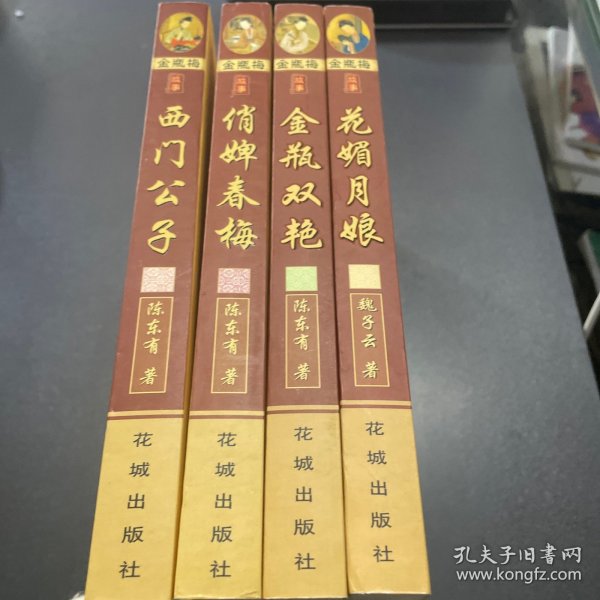 金瓶梅
故事
西门公子
陈东有 著
花城出版社
金瓶梅
故事
俏婢春梅
陈东有 著
花城出版社
金瓶梅
故事
金瓶双艳
陈东有 著
花城出版社
金瓶梅
故事
花媚月娘
魏子云 著
花城出版社
孔夫子旧书网
www.kongfz.com